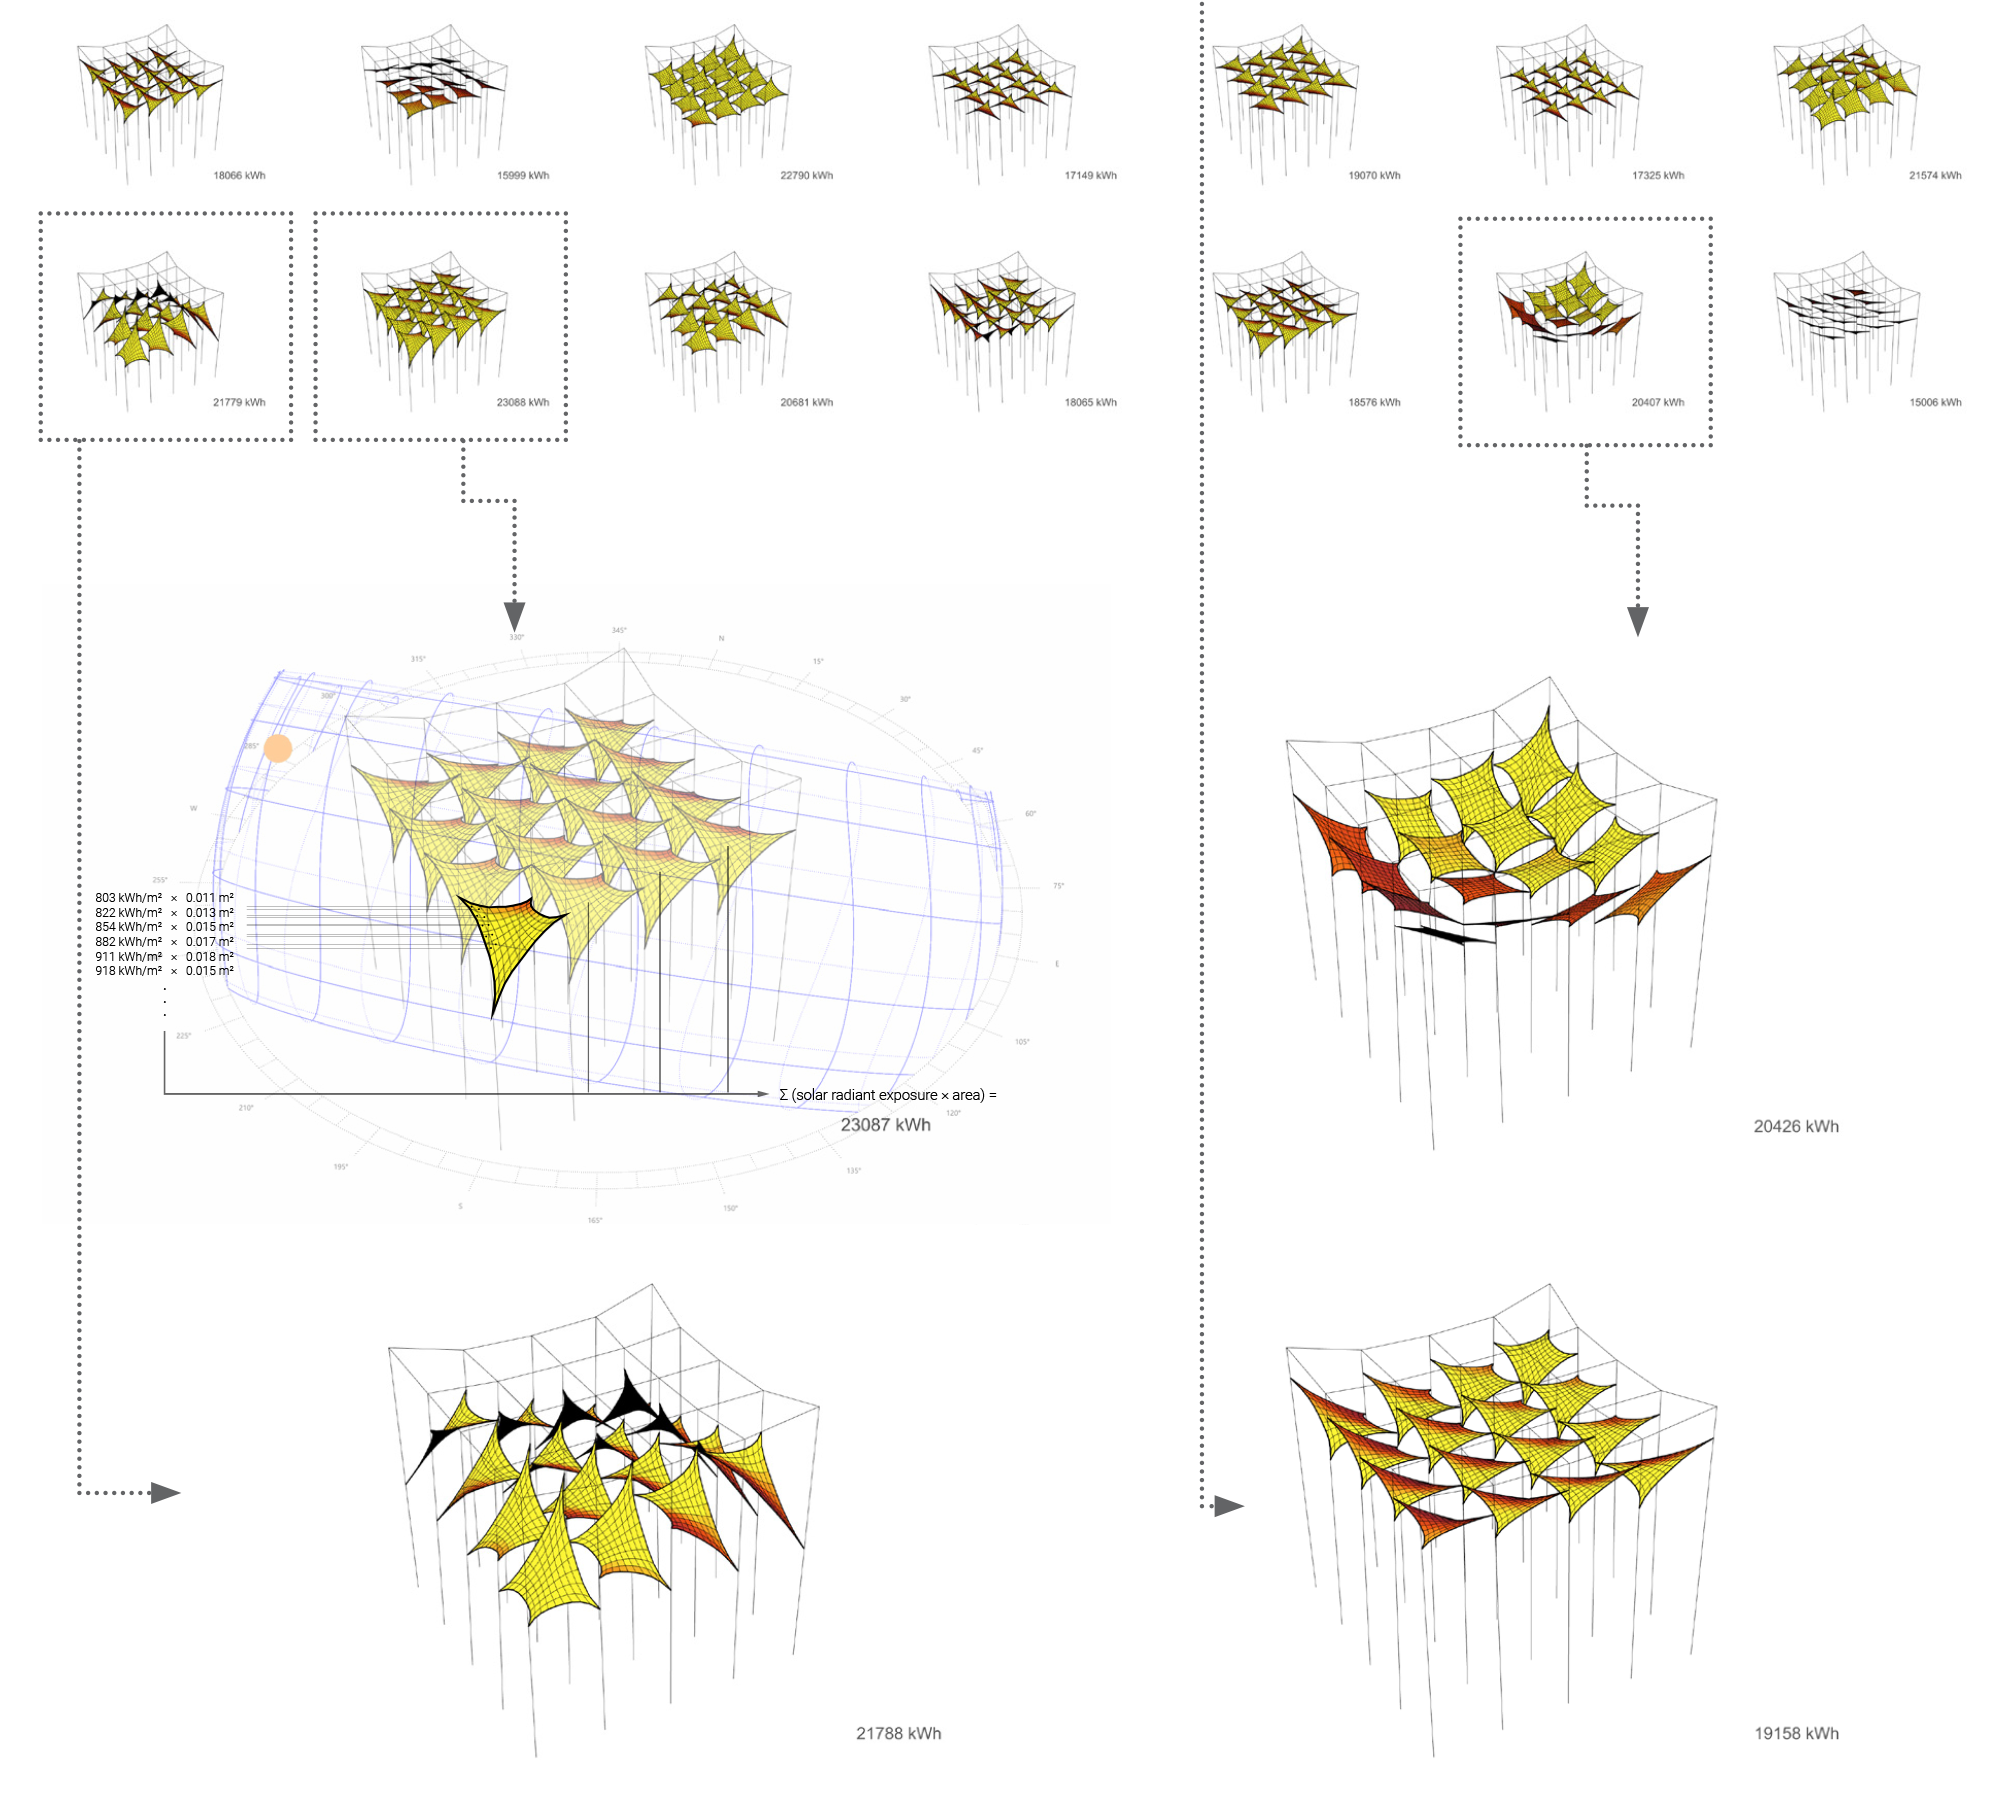 18066 kWh
15999 kWh
22790 kWh
17149 kWh
19070 kWh
17325 kWh
21574 kWh
21779 kWh
23088 kWh
20681 kWh
18065 kWh
18576 kWh
20407 kWh
15006 kWh
345°
330°
N
315°
15°
300°
30°
285°
45°
W
60°
255°
75°
803 kWh/m² × 0.011 m²
822 kWh/m² × 0.013 m²
854 kWh/m² × 0.015 m²
882 kWh/m² × 0.017 m²
911 kWh/m² × 0.018 m²
918 kWh/m² × 0.015 m²
.
.
.
E
225°
105°
Σ (solar radiant exposure × area) =
210°
120°
23087 kWh
20426 kWh
195°
135°
S
150°
165°
21788 kWh
19158 kWh